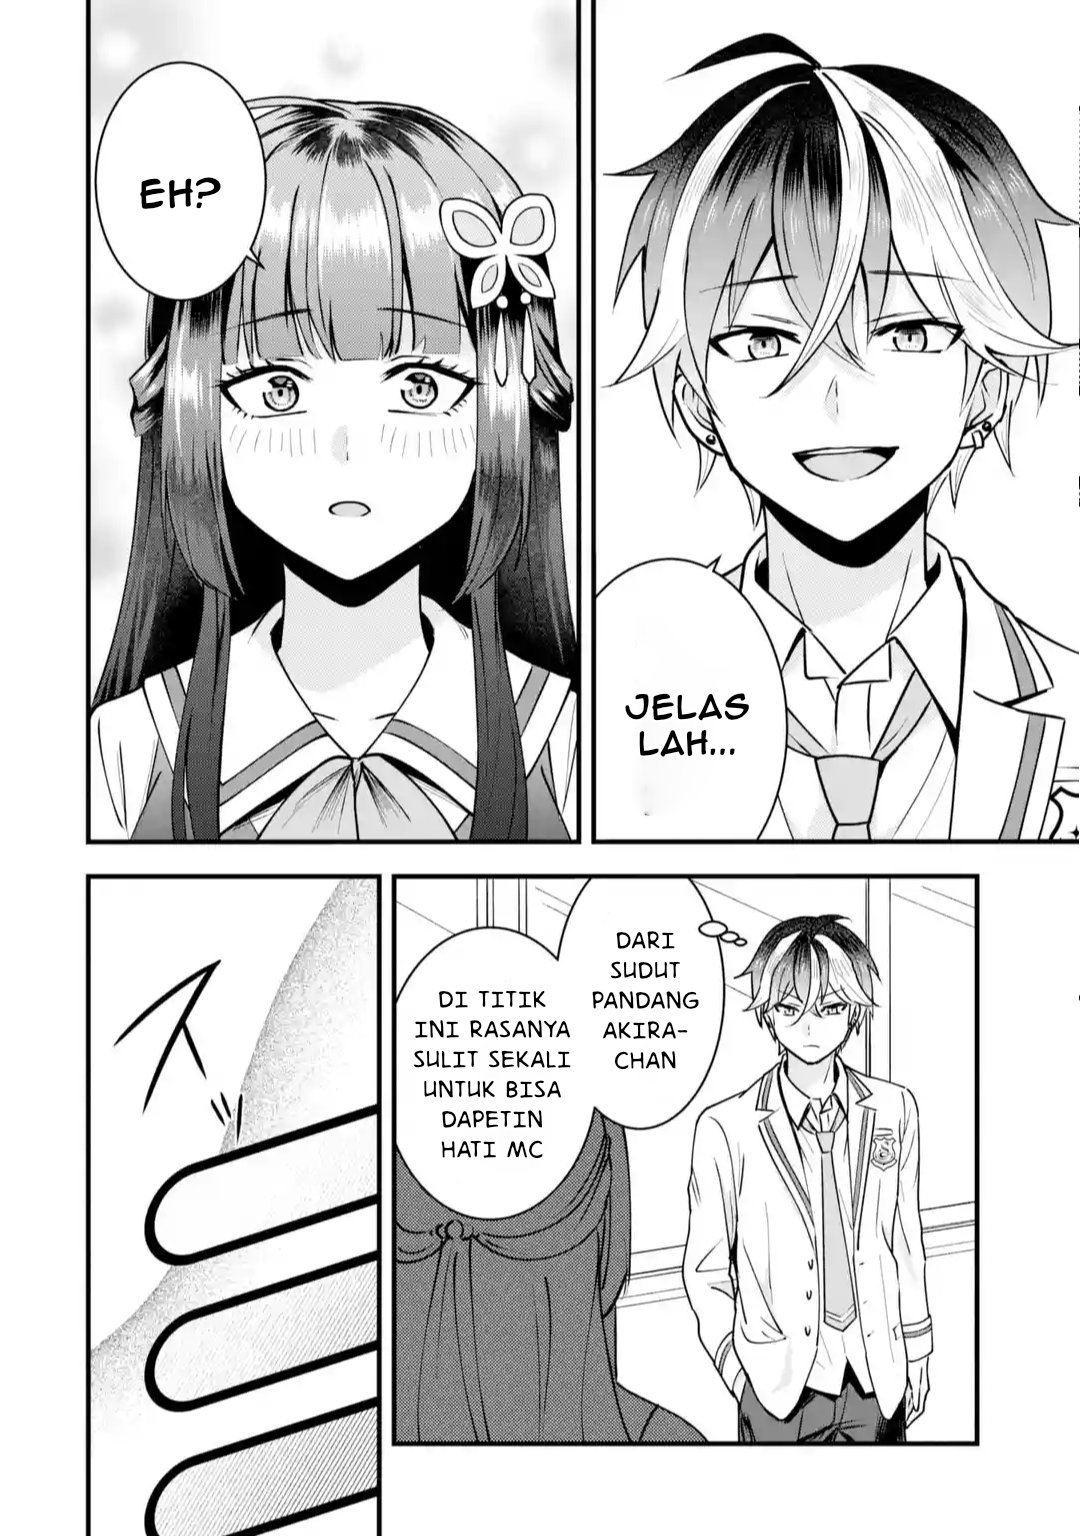 JELAS
LAH...
EH?
DARI
SUDUT
PANDANG
AKIRA-
CHAN
DI TITIK
INI RASANYA
SULIT SEKALI
UNTUK BISA
DAPETIN
HATI MC